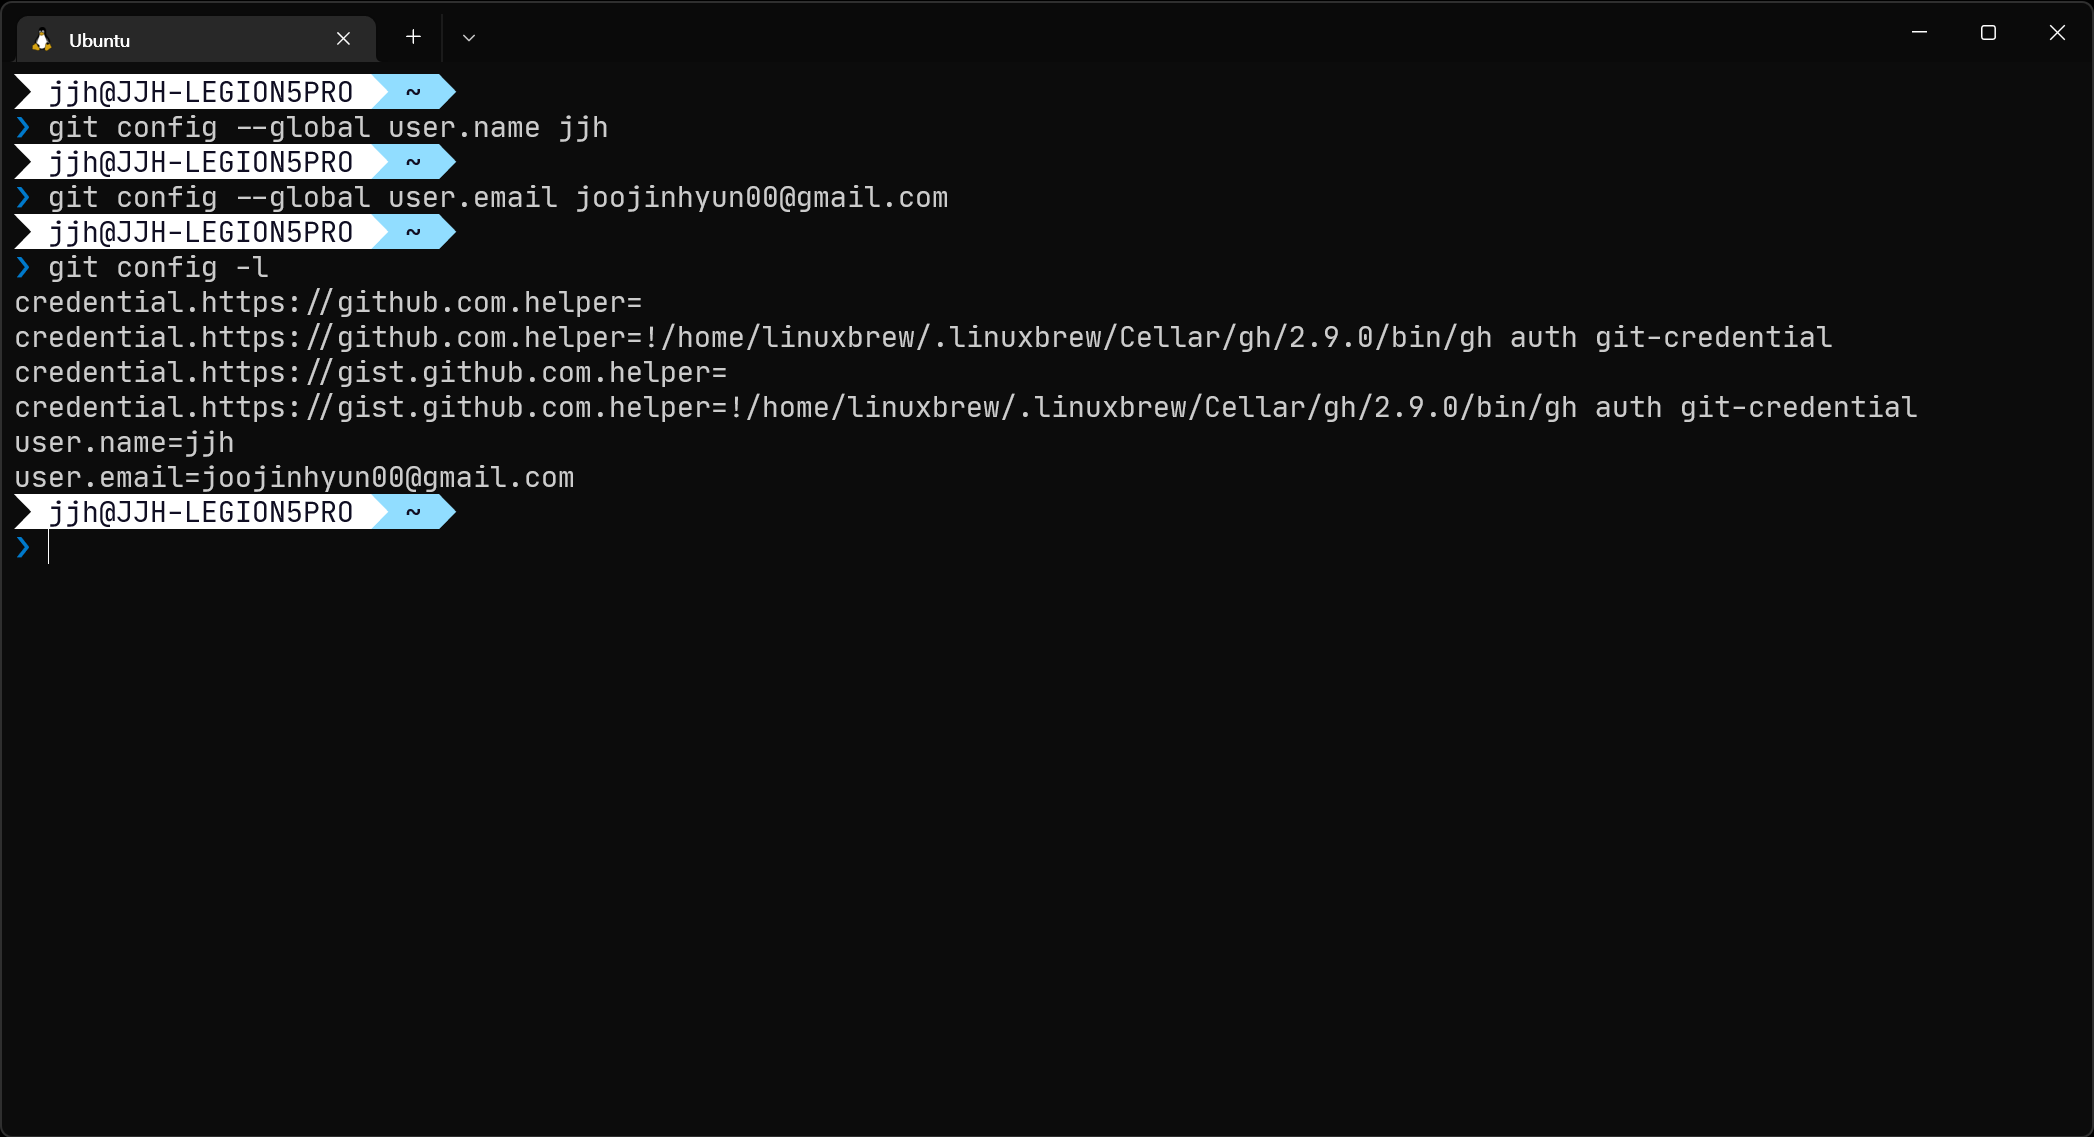 Ubuntu
jjh@JJH-LEGION5PRO ~
❯ git config --global user.name jjh
jjh@JJH-LEGION5PRO ~
❯ git config --global user.email joojinhyun00@gmail.com
jjh@JJH-LEGION5PRO ~
❯ git config -l
credential.https://github.com.helper=
credential.https://github.com.helper=!/home/linuxbrew/.linuxbrew/Cellar/gh/2.9.0/bin/gh auth git-credential
credential.https://gist.github.com.helper=
credential.https://gist.github.com.helper=!/home/linuxbrew/.linuxbrew/Cellar/gh/2.9.0/bin/gh auth git-credential
user.name=jjh
user.email=joojinhyun00@gmail.com
jjh@JJH-LEGION5PRO ~
❯